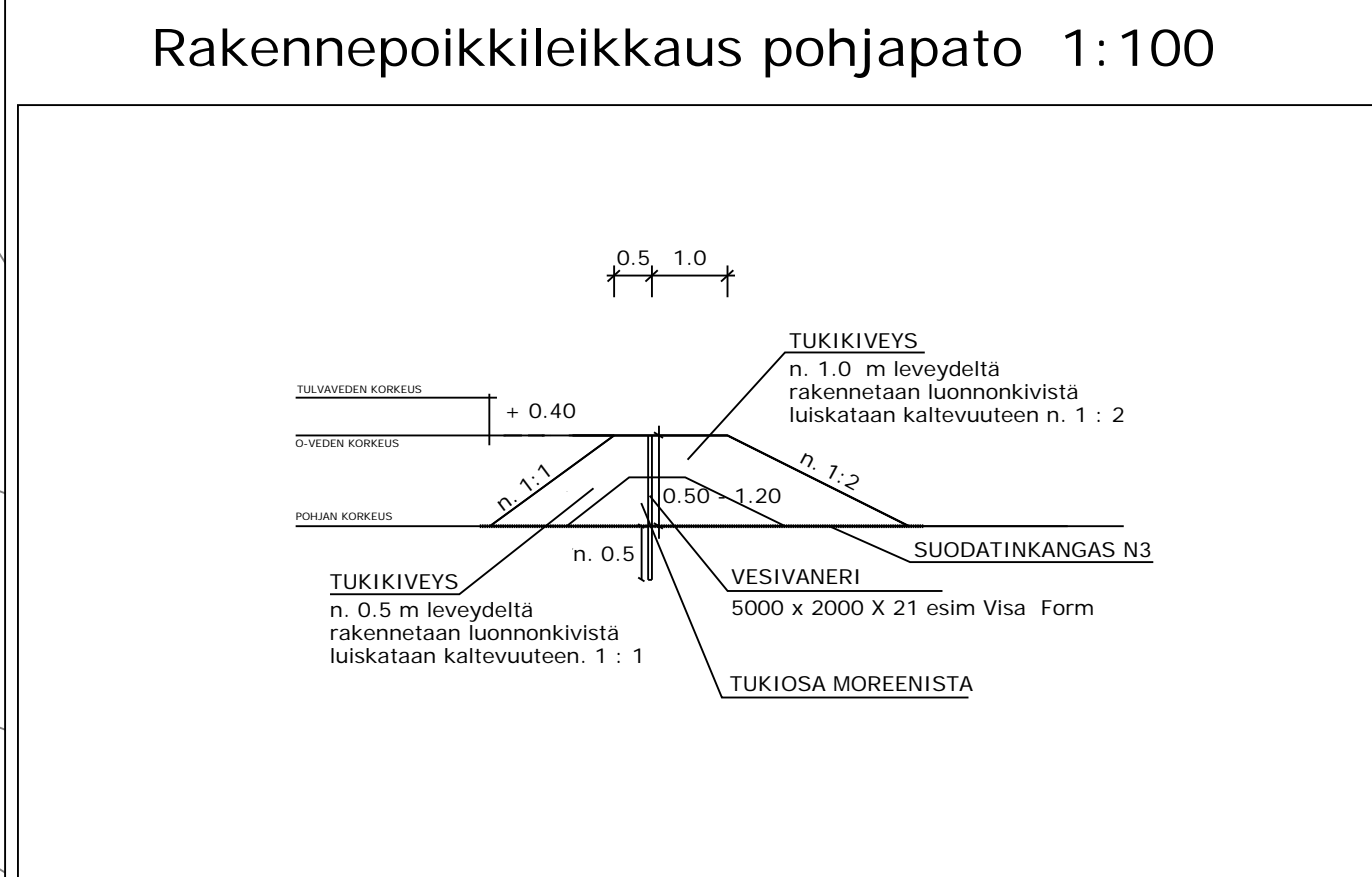 Rakennepoikkileikkaus pohjapato 1:100
0.5 1.0
TUKIKIVEYS
n. 1.0 m leveydeltä
rakennetaan luonnonkivistä
luiskataan kaltevuuteen n. 1 : 2
TULVAVEDEN KORKEUS
+ 0.40
O-VEDEN KORKEUS
n. 1:1
n. 1:2
0.50 - 1.20
POHJAN KORKEUS
n. 0.5
SUODATINKANGAS N3
TUKIKIVEYS
n. 0.5 m leveydeltä
rakennetaan luonnonkivistä
luiskataan kaltevuuteen. 1 : 1
VESIVANERI
5000 x 2000 X 21 esim Visa Form
TUKIOSA MOREENISTA